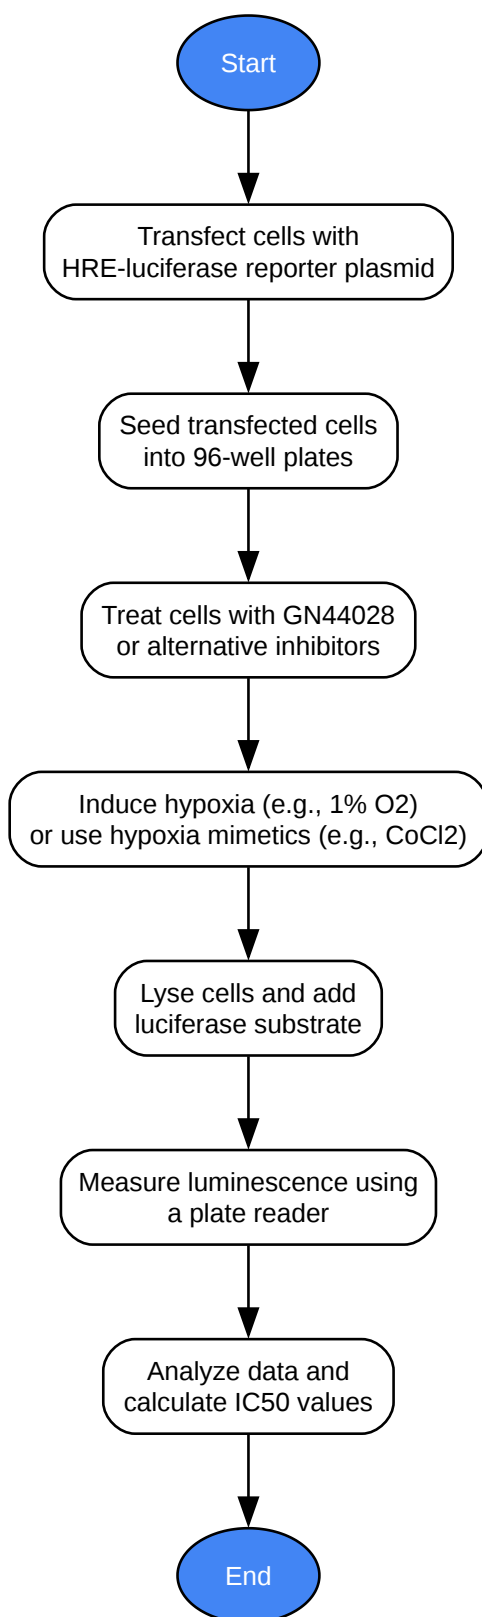 Start
Transfect cells with
HRE-luciferase reporter plasmid
Seed transfected cells
into 96-well plates
Treat cells with GN44028
or alternative inhibitors
Induce hypoxia (e.g., 1% O2)
or use hypoxia mimetics (e.g., CoCl2)
Lyse cells and add
luciferase substrate
Measure luminescence using
a plate reader
Analyze data and
calculate IC50 values
End